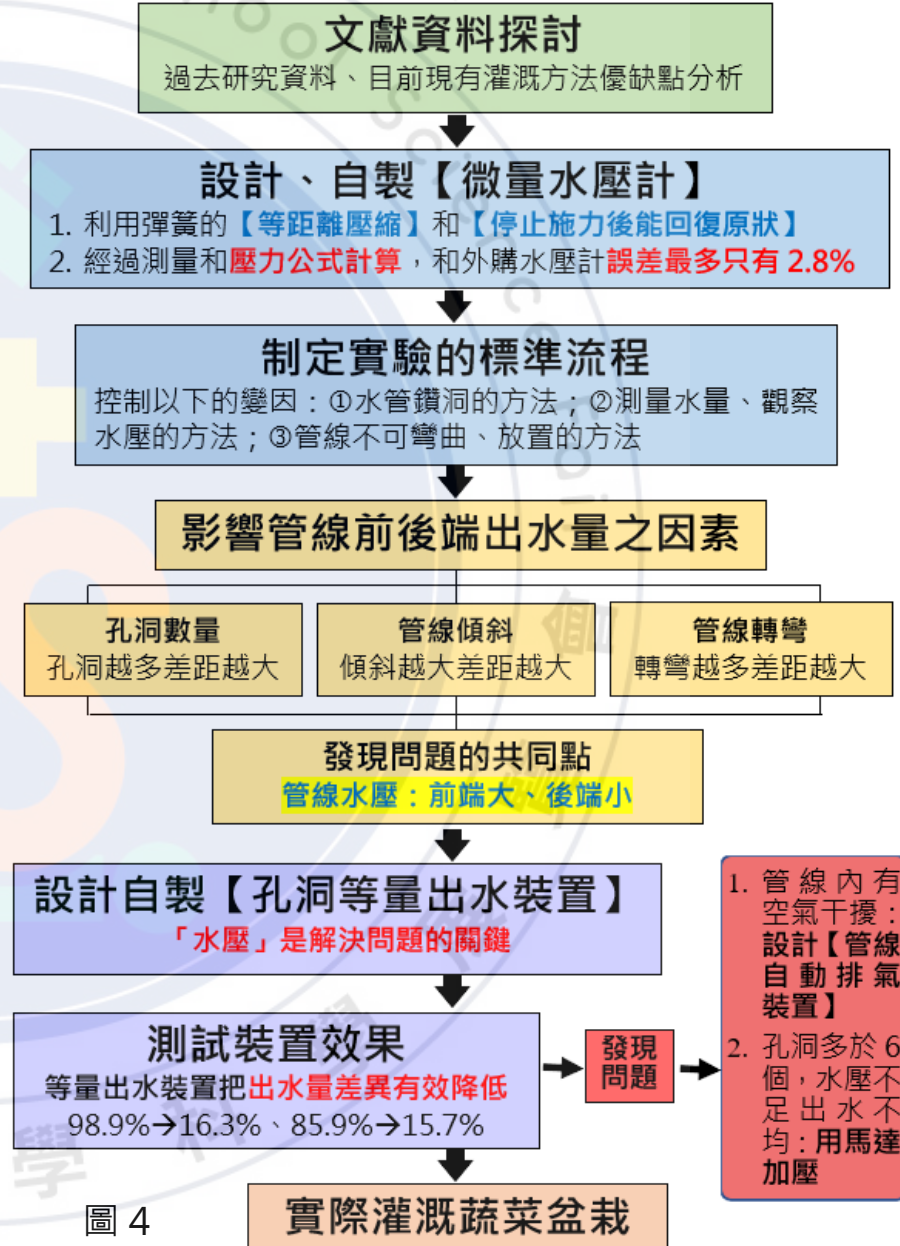 文獻資料探討
過去研究資料、目前現有灌溉方法優缺點分析
設計、自製【微量水壓計】
1. 利用彈簧的【等距離壓縮】和【停止施力後能回復原狀】
2. 經過測量和壓力公式計算，和外購水壓計誤差最多只有 2.8%
制定實驗的標準流程
控制以下的變因：①水管鑽洞的方法；②測量水量、觀察
水壓的方法；③管線不可彎曲、放置的方法
影響管線前後端出水量之因素
孔洞數量
孔洞越多差距越大
管線傾斜
傾斜越大差距越大
管線轉彎
轉彎越多差距越大
發現問題的共同點
管線水壓：前端大、後端小
設計自製【孔洞等量出水裝置】
「水壓」是解決問題的關鍵
測試裝置效果
等量出水裝置把出水量差異有效降低
98.9%→16.3%、85.9%→15.7%
發現
問題
1. 管線內有
空氣干擾：
設計【管線
自動排氣
裝置】
2. 孔洞多於 6
個，水壓不
足出水不
均：用馬達
加壓
實際灌溉蔬菜盆栽
圖 4